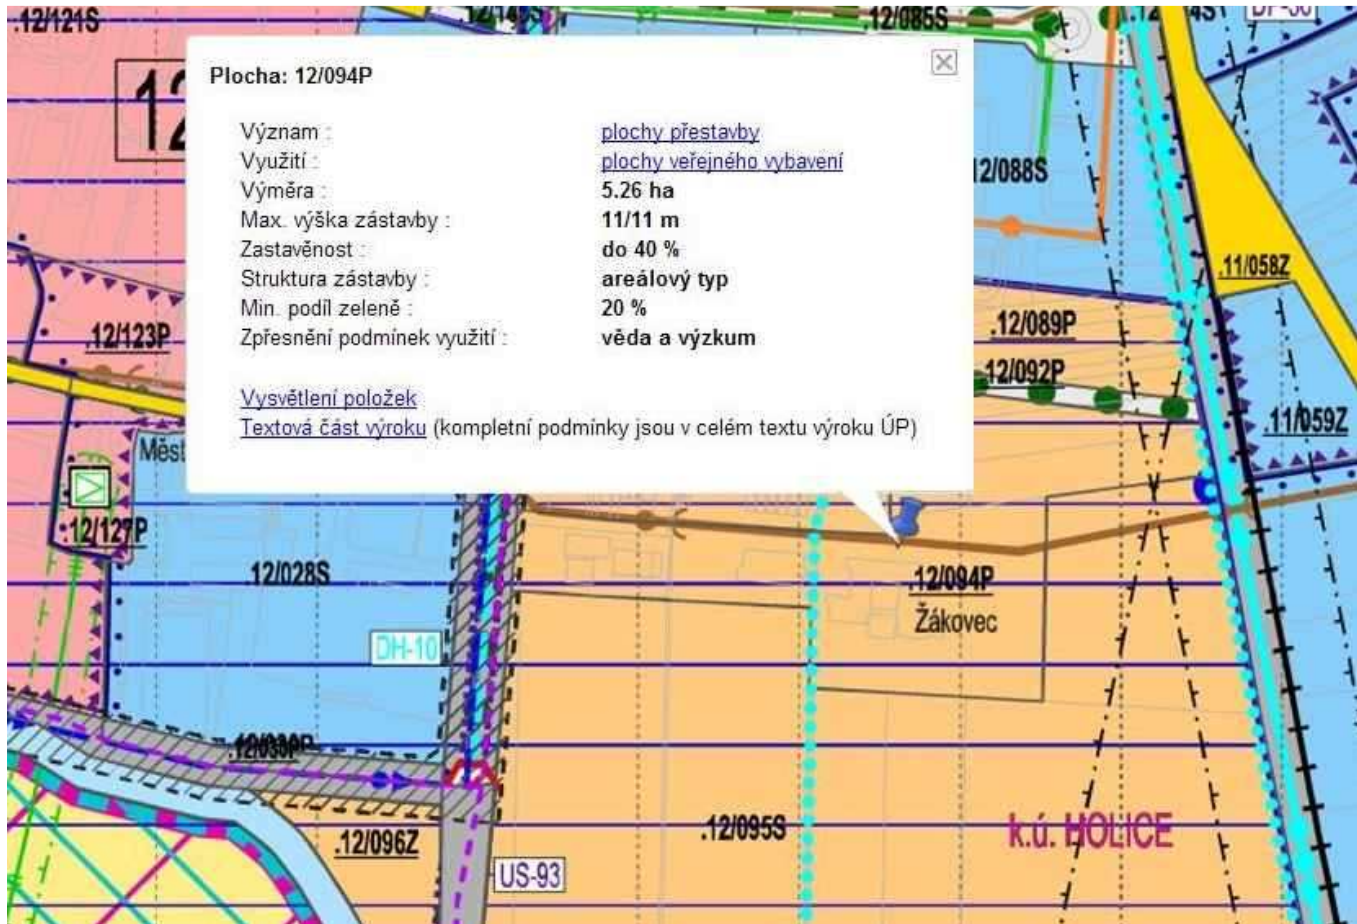 .12/121S
.12/085S
12
Plocha: 12/094P
Význam : plochy přestavby
Využití : plochy veřejného vybavení
Výměra : 5.26 ha
Max. výška zástavby : 11/11 m
Zastavěnost : do 40 %
Struktura zástavby : areálový typ
Min. podíl zeleně : 20 %
Zpřesnění podmínek využití : věda a výzkum
Vysvětlení položek
Textová část výroku (kompletní podmínky jsou v celém textu výroku ÚP)
12/088S
.11/058Z
.12/123P
.12/089P
.12/092P
.11/059Z
Měst
.12/127P
.12/028S
.12/094P
Žákovec
DH-10
.12/096Z
.12/095S
k.ú. HOLICE
US-93